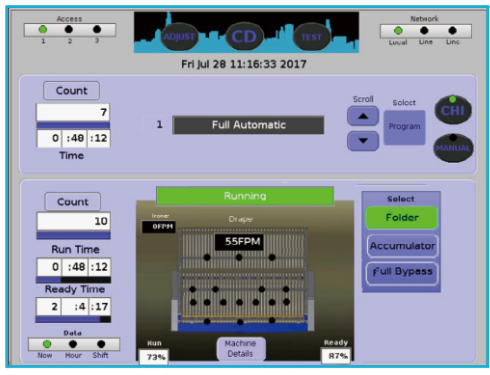 Access
1 2 3
ADJUST
CD
TEST
Network
Local Line Linc
Fri Jul 28 11:16:33 2017
Count
7
0 :48 :12
Time
1 Full Automatic
Scroll
Select
Program
CHI
MANUAL
Count
10
Run Time
0 :48 :12
Ready Time
2 :4 :17
Data
Now Hour Shift
Running
Ironer
0FPM
Drape
55FPM
Run
73%
Machine
Details
Ready
87%
Select
Folder
Accumulator
Full Bypass